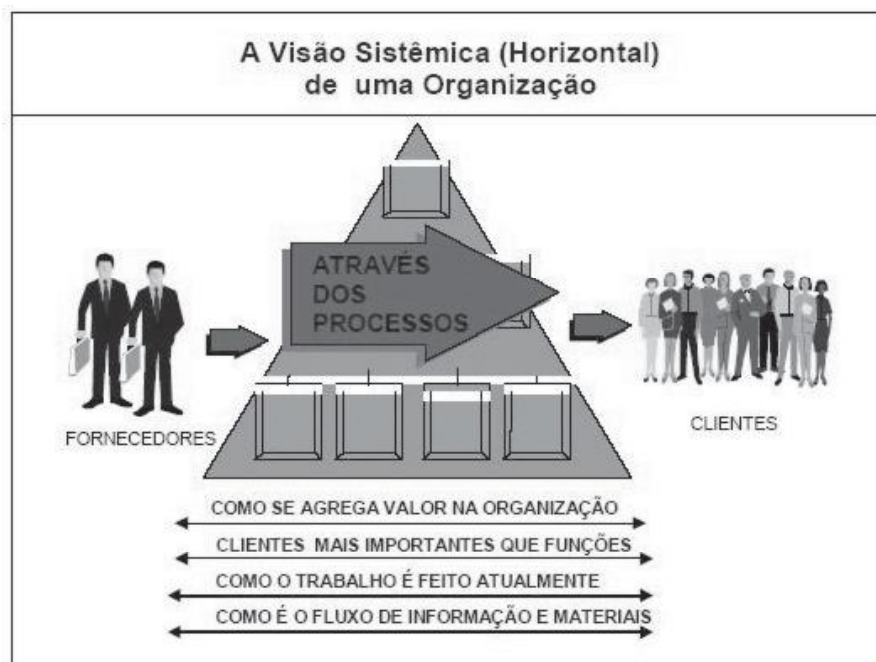 A Visão Sistêmica (Horizontal)
de uma Organização
ATRAVÉS
DOS
PROCESSOS
FORNECEDORES
CLIENTES
COMO SE AGREGA VALOR NA ORGANIZAÇÃO
CLIENTES MAIS IMPORTANTES QUE FUNÇÕES
COMO O TRABALHO É FEITO ATUALMENTE
COMO É O FLUXO DE INFORMAÇÃO E MATERIAIS